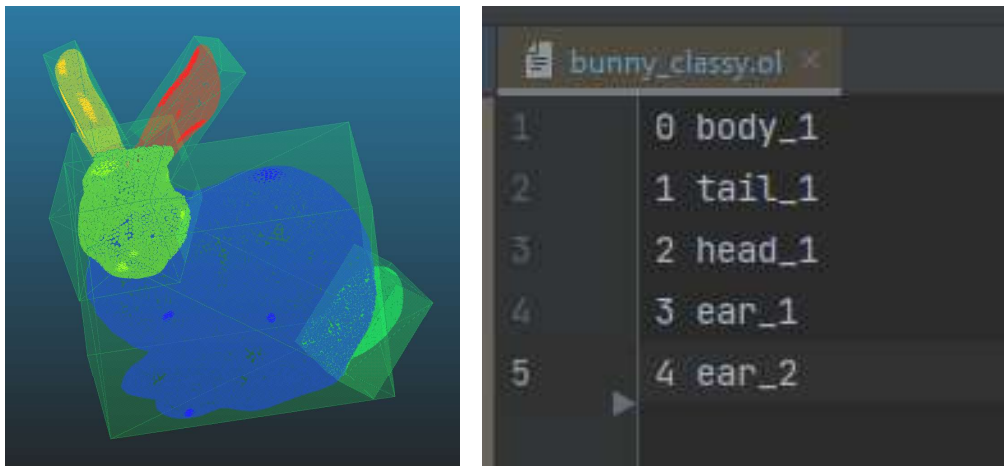 bunny_classy.ol
1 0 body_1
2 1 tail_1
3 2 head_1
4 3 ear_1
5 4 ear_2